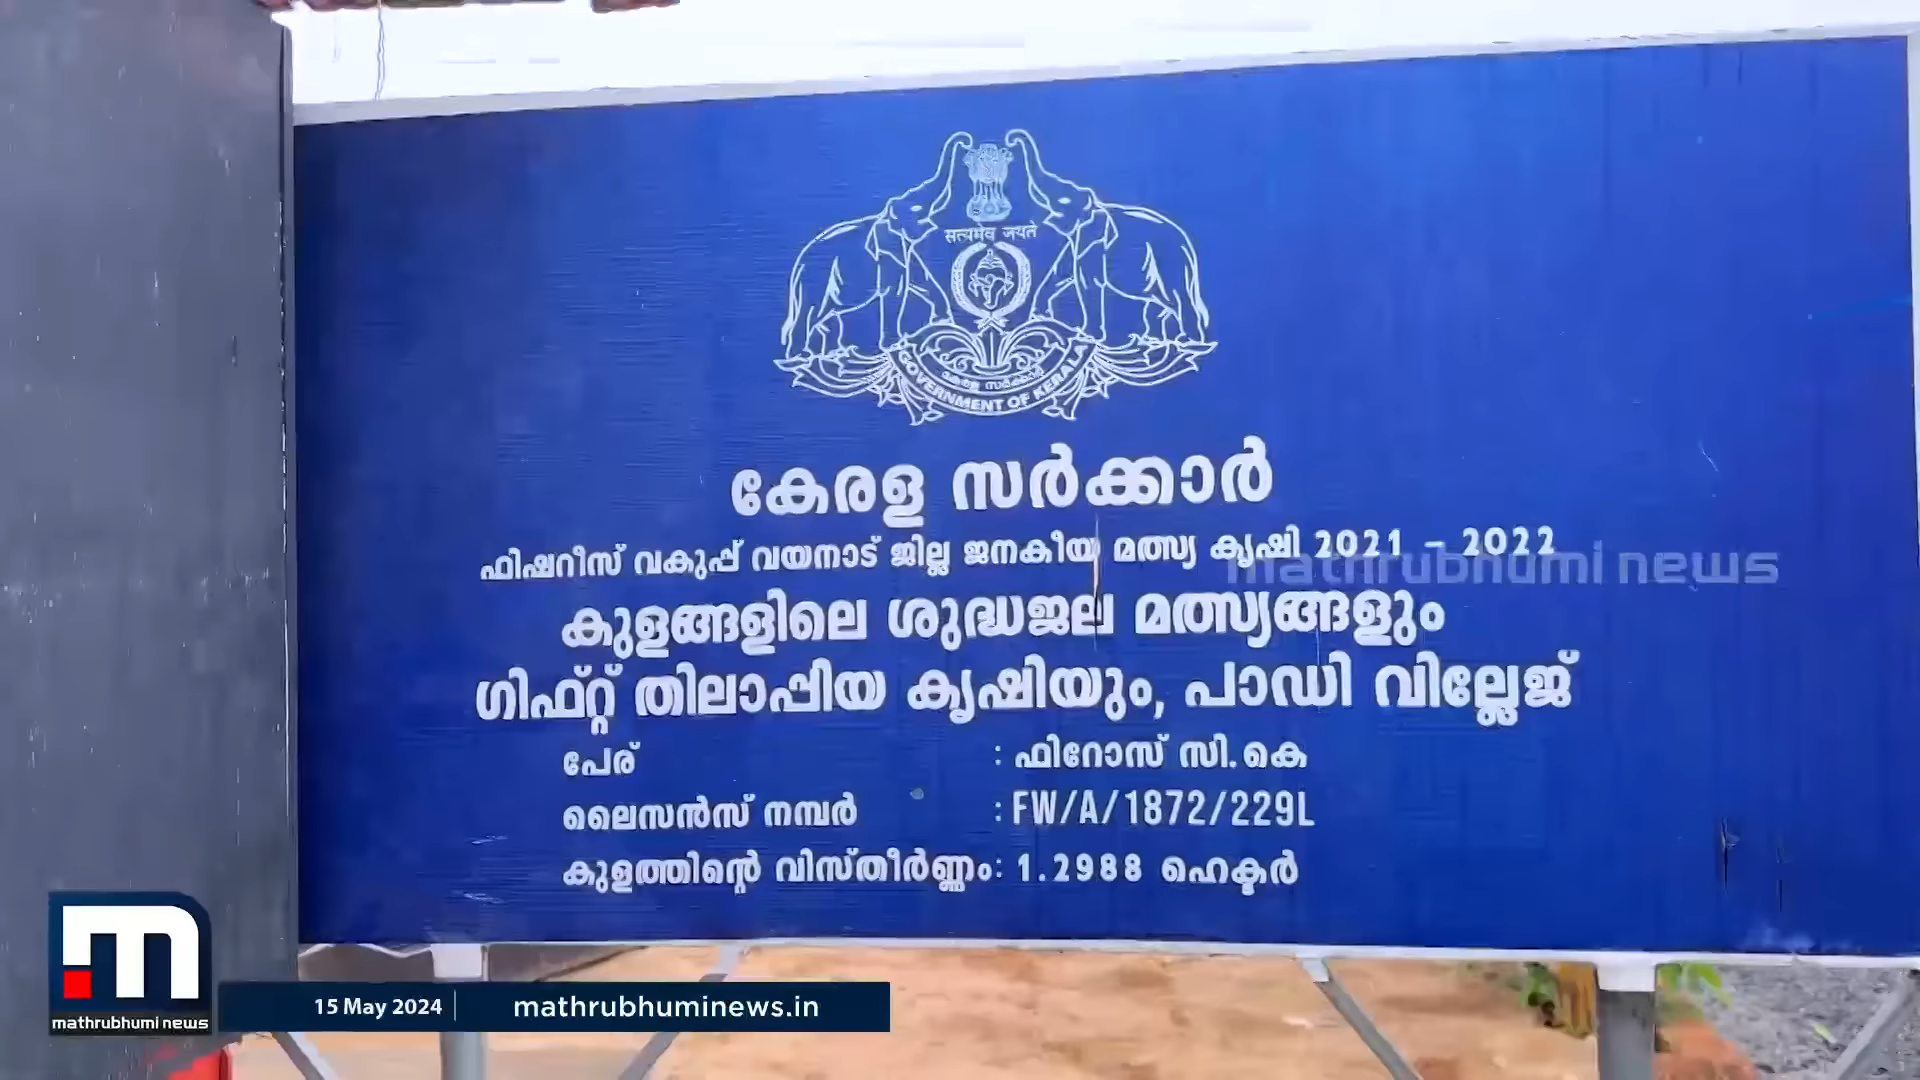 सत्यमेव जयते
കേരള സർക്കാർ
GOVERNMENT OF KERALA
കേരള സർക്കാർ
ഫിഷറീസ് വകുപ്പ് വയനാട് ജില്ല ജനകീയ മത്സ്യ കൃഷി 2021 - 2022
mathrubhumi news
കുളങ്ങളിലെ ശുദ്ധജല മത്സ്യങ്ങളും
ഗിഫ്റ്റ് തിലാപ്പിയ കൃഷിയും, പാഡി വില്ലേജ്
പേര് : ഫിറോസ് സി.കെ
ലൈസൻസ് നമ്പർ : FW/A/1872/229L
കുളത്തിന്റെ വിസ്തീർണ്ണം: 1.2988 ഹെക്ടർ
mathrubhumi news
15 May 2024
mathrubhuminews.in